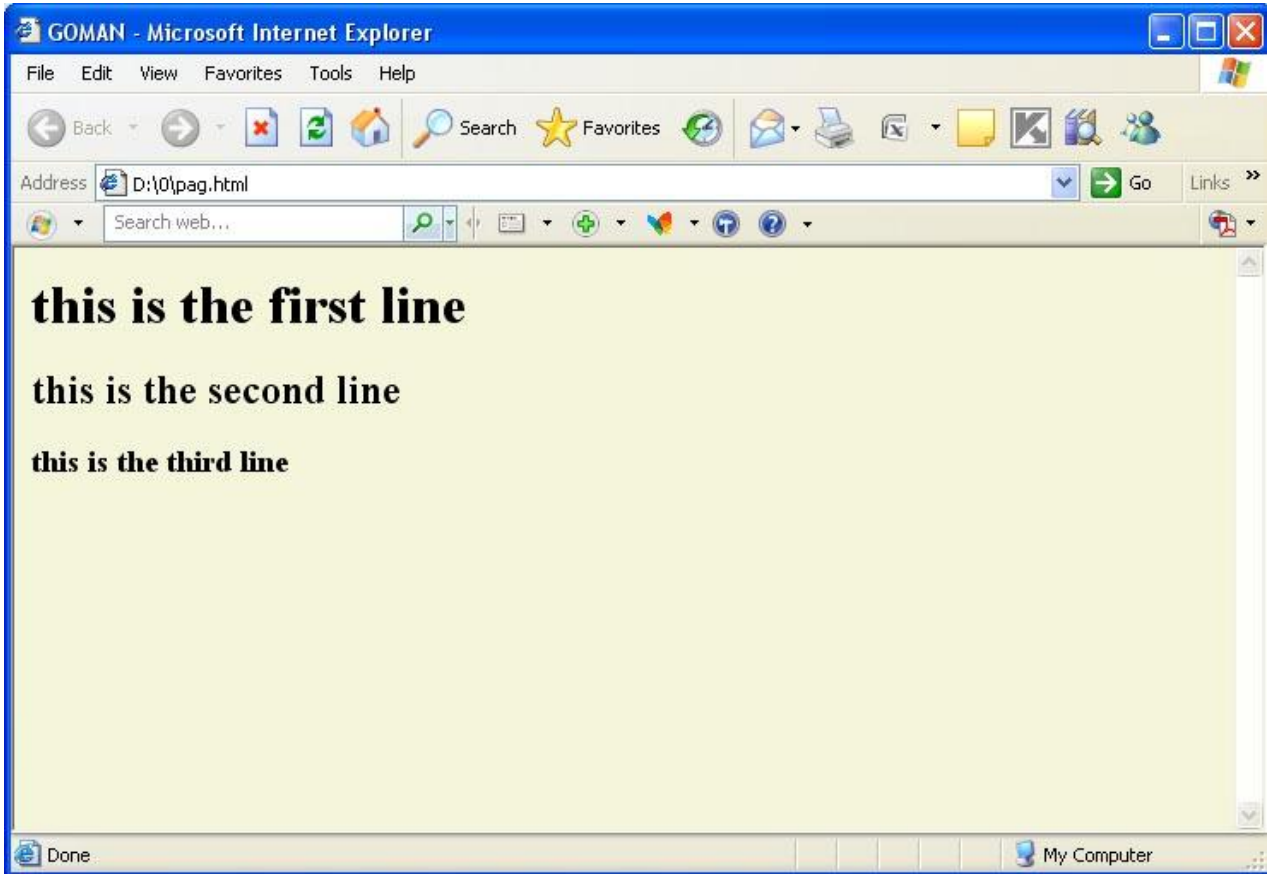 GOMAN - Microsoft Internet Explorer
File Edit View Favorites Tools Help
Back Search Favorites
Address D:\0\pag.html Go Links »
Search web...
this is the first line
this is the second line
this is the third line
Done My Computer